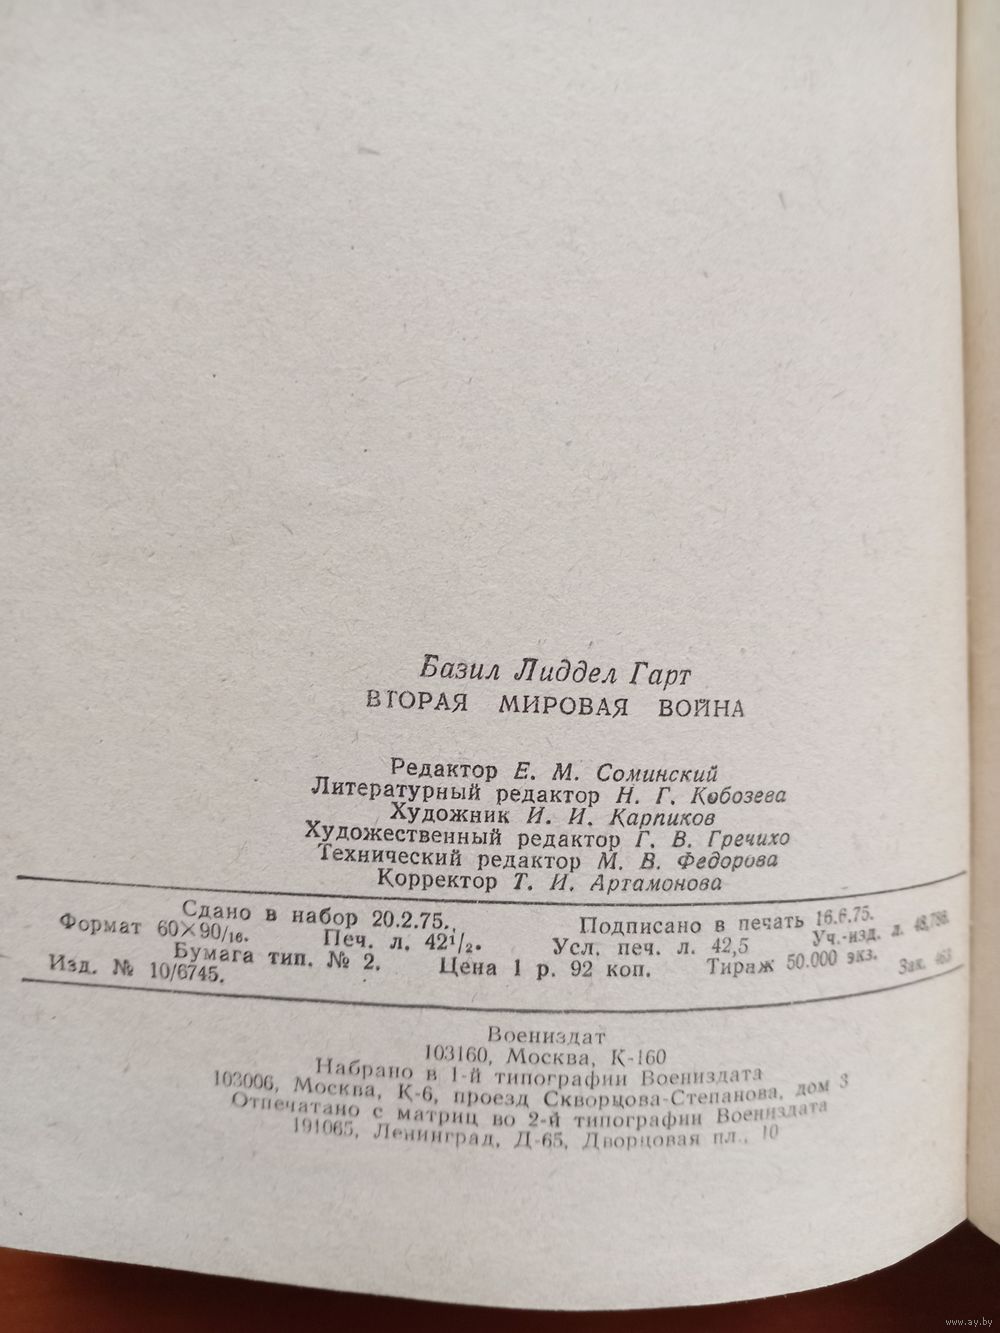 Базил Лиддел Гарт
ВТОРАЯ МИРОВАЯ ВОЙНА
Редактор Е. М. Соминский
Литературный редактор Н. Г. Кобозева
Художник И. И. Карпиков
Художественный редактор Г. В. Гречихо
Технический редактор М. В. Федорова
Корректор Т. И. Артамонова
Сдано в набор 20.2.75. Подписано в печать 16.6.75.
Формат 60×90/16. Печ. л. 42 1/2. Усл. печ. л. 42,5 Уч.-изд. л. 48,786.
Бумага тип. № 2. Цена 1 р. 92 коп. Тираж 50.000 экз.
Изд. № 10/6745. Зак. 463
Воениздат
103160, Москва, К-160
Набрано в 1-й типографии Воениздата
103006, Москва, К-6, проезд Скворцова-Степанова, дом 3
Отпечатано с матриц во 2-й типографии Воениздата
191065, Ленинград, Д-65, Дворцовая пл., 10
www.ay.by